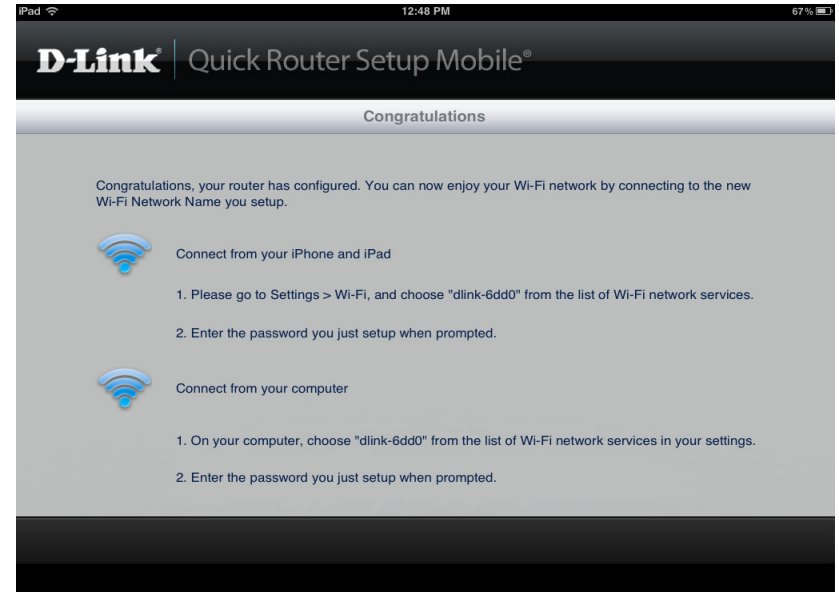 iPad 12:48 PM 67%
D-Link® Quick Router Setup Mobile®
Congratulations
Congratulations, your router has configured. You can now enjoy your Wi-Fi network by connecting to the new
Wi-Fi Network Name you setup.
Connect from your iPhone and iPad
1. Please go to Settings > Wi-Fi, and choose "dlink-6dd0" from the list of Wi-Fi network services.
2. Enter the password you just setup when prompted.
Connect from your computer
1. On your computer, choose "dlink-6dd0" from the list of Wi-Fi network services in your settings.
2. Enter the password you just setup when prompted.